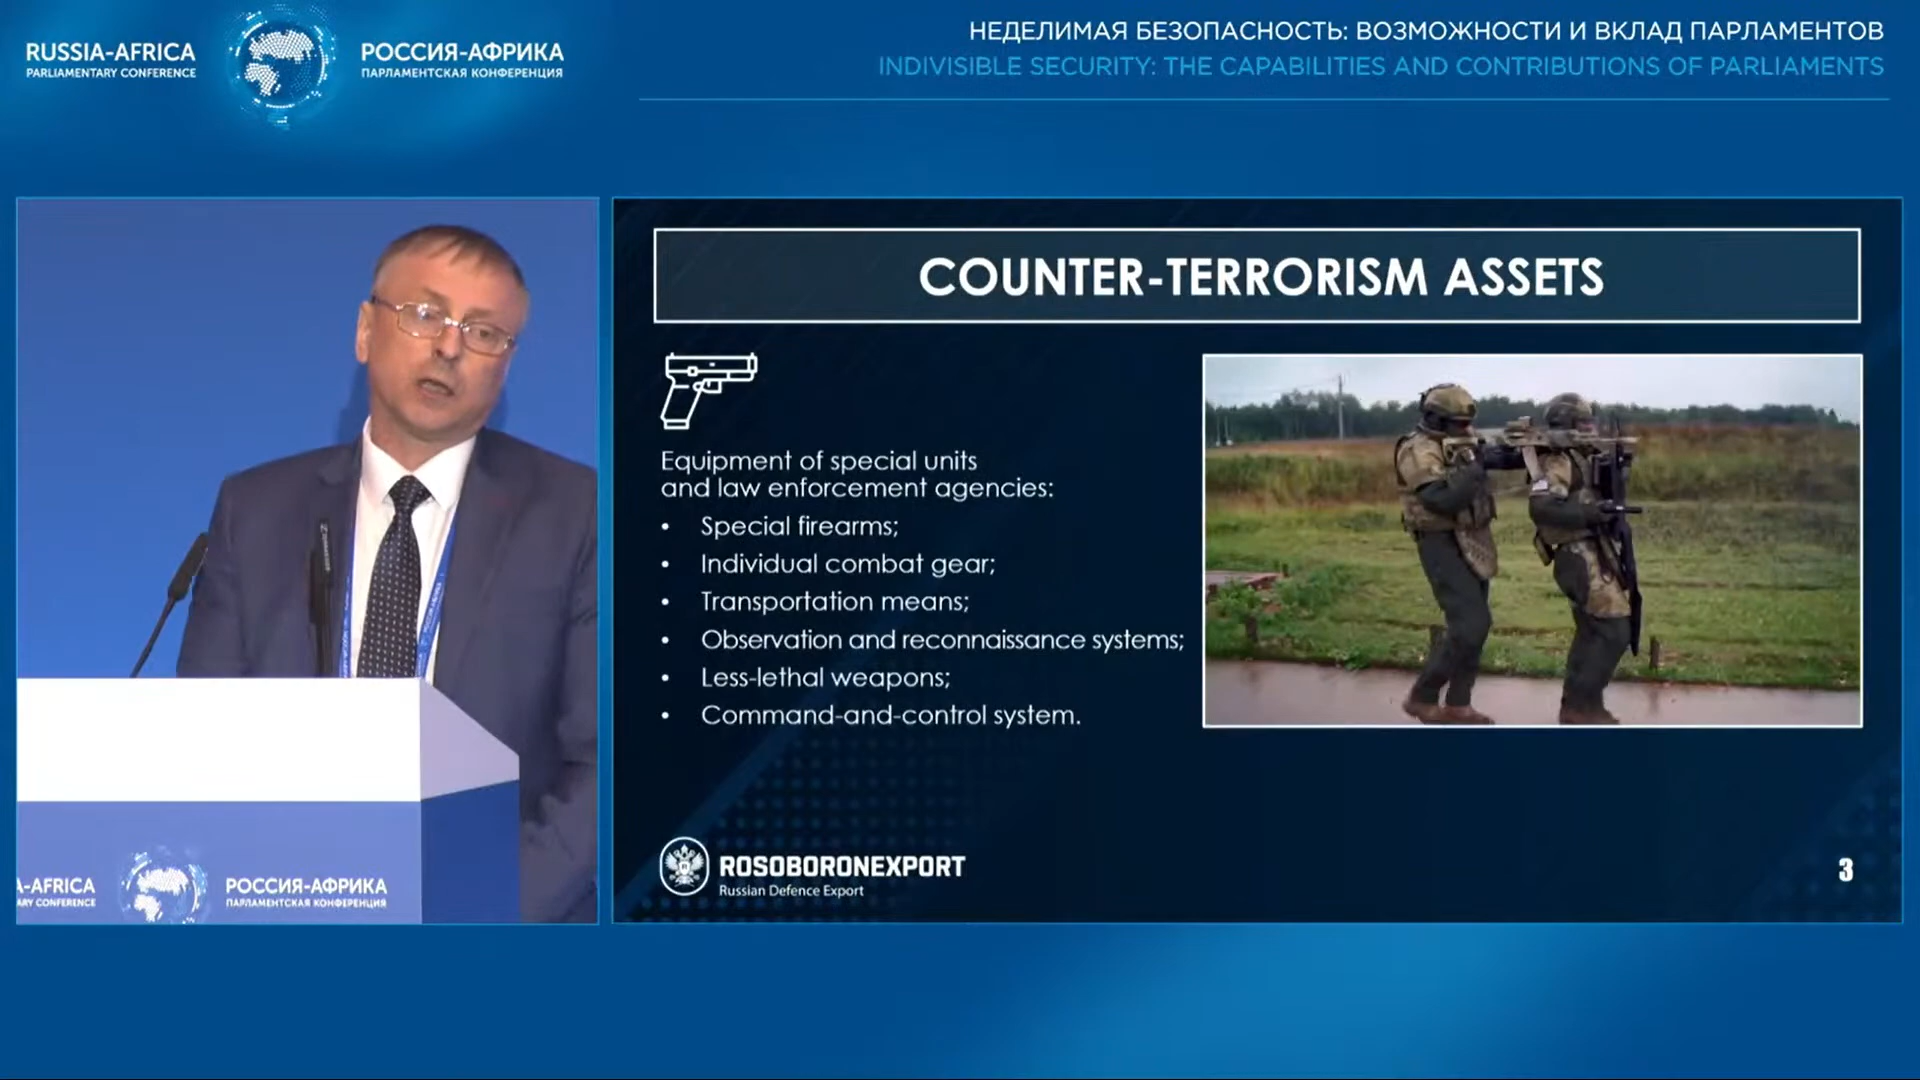 RUSSIA-AFRICA
PARLIAMENTARY CONFERENCE
РОССИЯ-АФРИКА
ПАРЛАМЕНТСКАЯ КОНФЕРЕНЦИЯ
НЕДЕЛИМАЯ БЕЗОПАСНОСТЬ: ВОЗМОЖНОСТИ И ВКЛАД ПАРЛАМЕНТОВ
INDIVISIBLE SECURITY: THE CAPABILITIES AND CONTRIBUTIONS OF PARLIAMENTS
COUNTER-TERRORISM ASSETS
Equipment of special units
and law enforcement agencies:
• Special firearms;
• Individual combat gear;
• Transportation means;
• Observation and reconnaissance systems;
• Less-lethal weapons;
• Command-and-control system.
ROSOBORONEXPORT
Russian Defence Export
3
A-AFRICA
ARY CONFERENCE
РОССИЯ-АФРИКА
ПАРЛАМЕНТСКАЯ КОНФЕРЕНЦИЯ